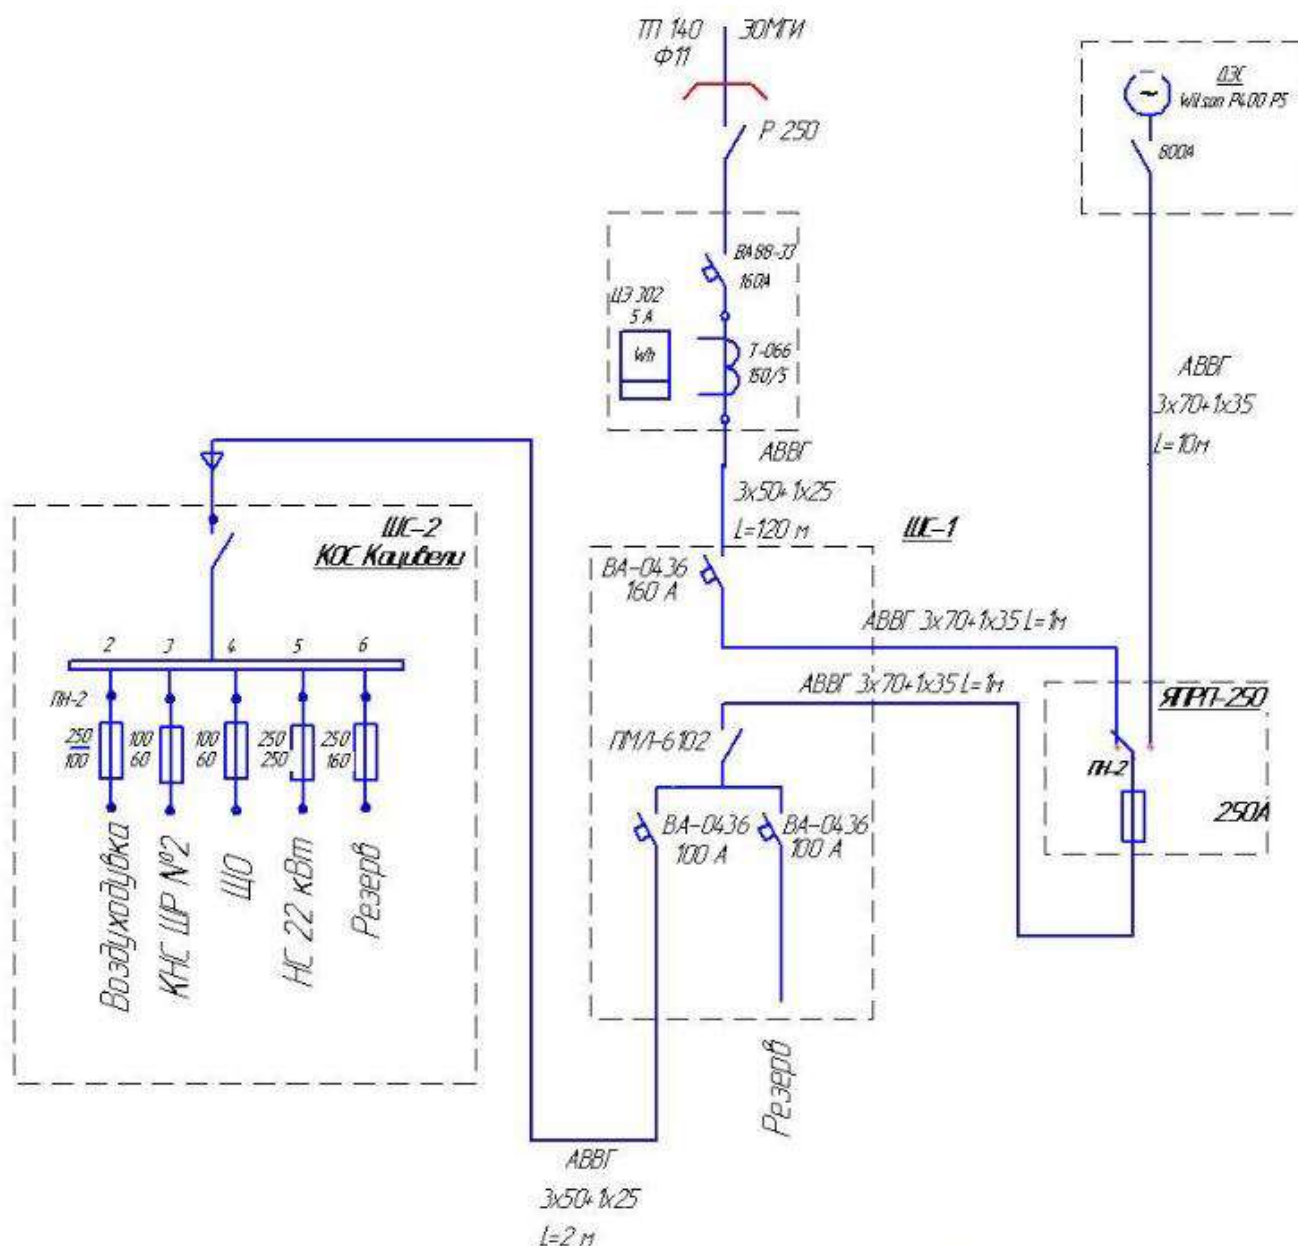 ТП 140 ЗОМГИ
Ф11
Р 250
ДЭС
Wilson P400 P5
800А
ВА88-33
160А
ЦЭ 302
5 А
Wh
Т-066
150/5
АВВГ
3х50+1х25
L=120 м
АВВГ
3х70+1х35
L=10м
ЩС-2
КОС Кацивели
ЩС-1
ВА-0436
160 А
АВВГ 3х70+1х35 L=1м
АВВГ 3х70+1х35 L=1м
ЯПРП-250
ПН-2
250А
ПМЛ-6102
ВА-0436
100 А
ВА-0436
100 А
Резерв
2 3 4 5 6
ПН-2
250 100 100 250 250
100 60 60 250 160
Воздуходувка
КНС ШР №2
ЩО
НС 22 кВт
Резерв
АВВГ
3х50+1х25
L=2 м